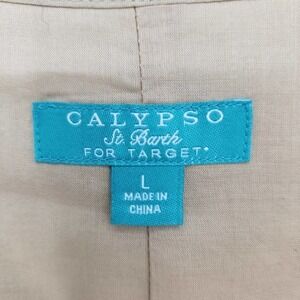 CALYPSO
St. Barth
FOR TARGET®
L
MADE IN
CHINA